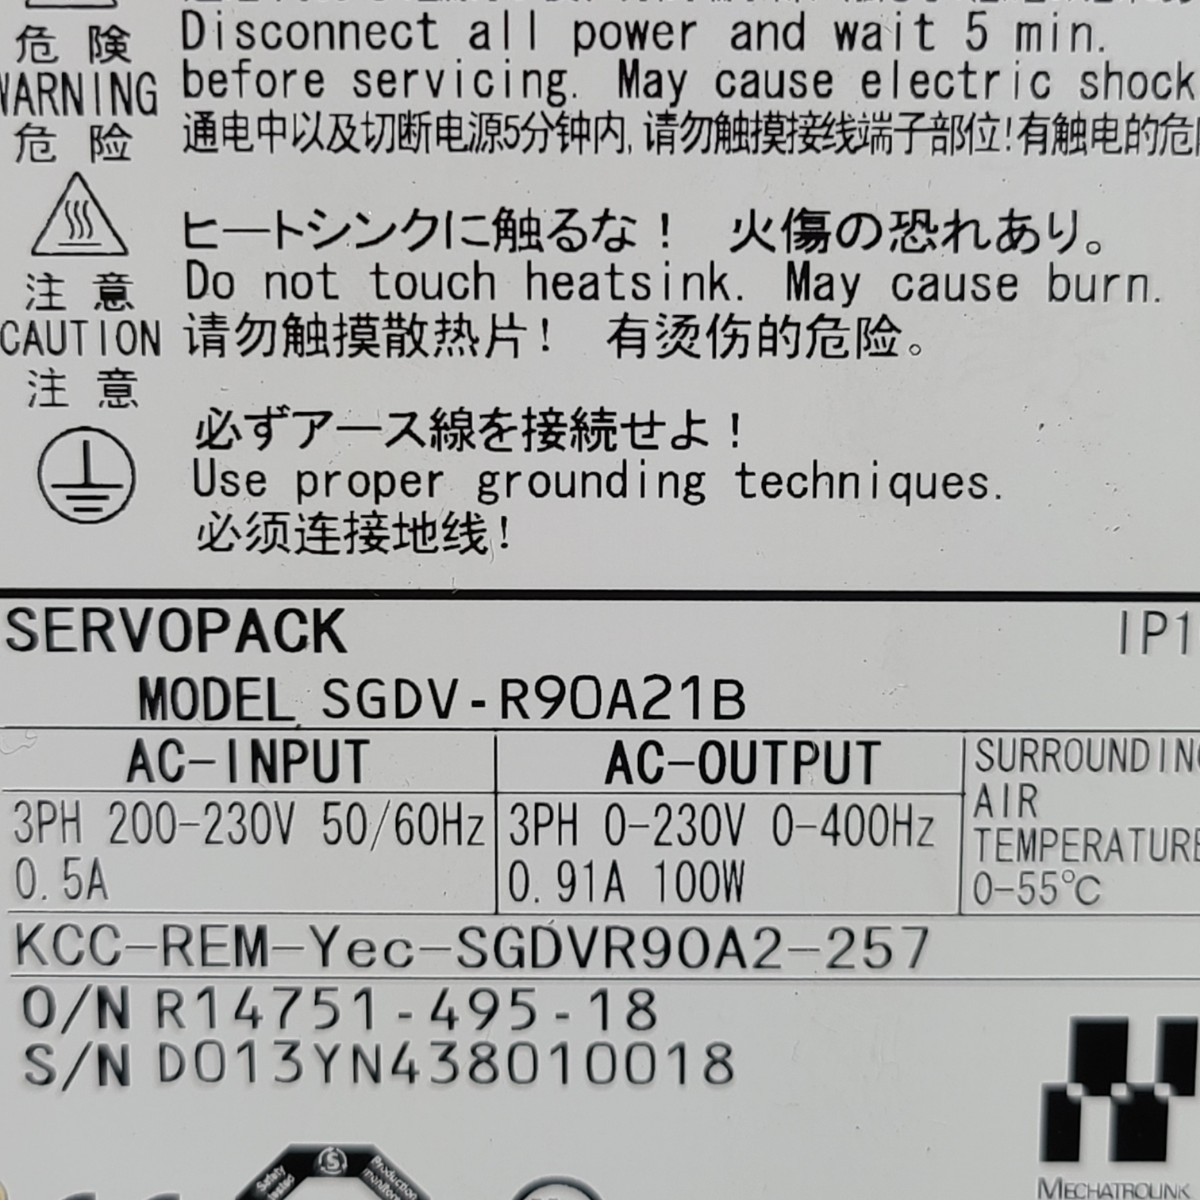 危 険
WARNING
危 险
Disconnect all power and wait 5 min.
before servicing. May cause electric shock
通电中以及切断电源5分钟内,请勿触摸接线端子部位!有触电的危
注 意
CAUTION
注 意
ヒートシンクに触るな! 火傷の恐れあり。
Do not touch heatsink. May cause burn.
请勿触摸散热片! 有烫伤的危险。
必ずアース線を接続せよ!
Use proper grounding techniques.
必须连接地线!
SERVOPACK
IP1
MODEL SGDV-R90A21B
AC-INPUT
3PH 200-230V 50/60Hz
0.5A
AC-OUTPUT
3PH 0-230V 0-400Hz
0.91A 100W
SURROUNDING
AIR
TEMPERATURE
0-55℃
KCC-REM-Yec-SGDVR90A2-257
O/N R14751-495-18
S/N D013YN438010018
Safety
tested
Production
monitored
MECHATROLINK